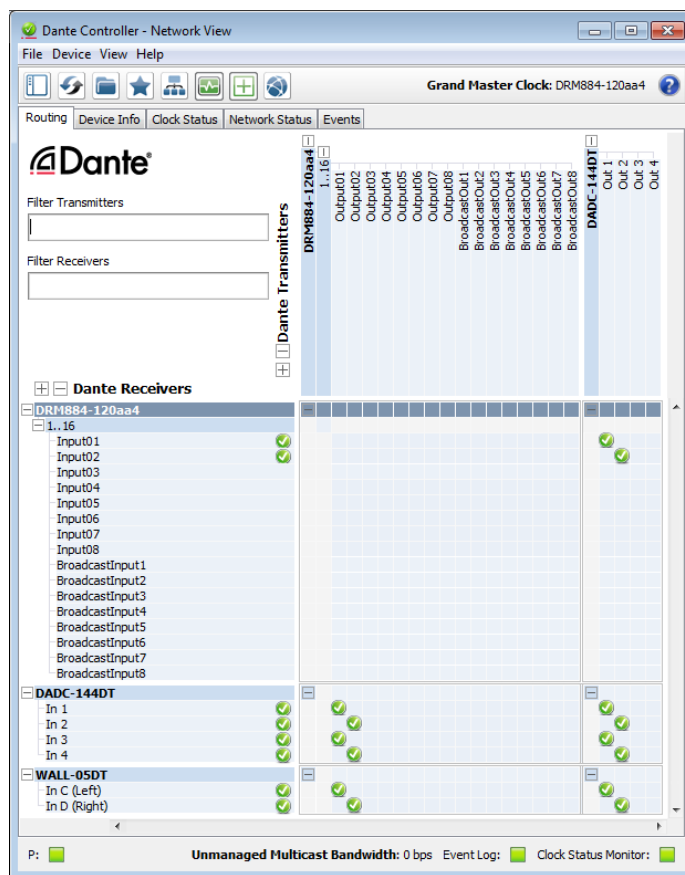 Dante Controller - Network View
File Device View Help
Grand Master Clock: DRM884-120aa4
Routing Device Info Clock Status Network Status Events
Dante
Filter Transmitters
Filter Receivers
Dante Transmitters
DRM884-120aa4
1..16
Output01
Output02
Output03
Output04
Output05
Output06
Output07
Output08
BroadcastOut1
BroadcastOut2
BroadcastOut3
BroadcastOut4
BroadcastOut5
BroadcastOut6
BroadcastOut7
BroadcastOut8
DADC-144DT
Out 1
Out 2
Out 3
Out 4
Dante Receivers
DRM884-120aa4
1..16
Input01
Input02
Input03
Input04
Input05
Input06
Input07
Input08
BroadcastInput1
BroadcastInput2
BroadcastInput3
BroadcastInput4
BroadcastInput5
BroadcastInput6
BroadcastInput7
BroadcastInput8
DADC-144DT
In 1
In 2
In 3
In 4
WALL-05DT
In C (Left)
In D (Right)
P: Unmanaged Multicast Bandwidth: 0 bps Event Log: Clock Status Monitor: